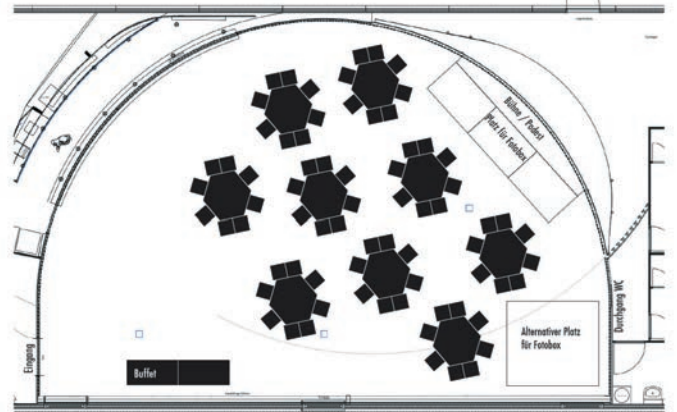 Bühne / Podest
Platz für Fotobox
Eingang
Buffet
Alternativer Platz
für Fotobox
Durchgang WC